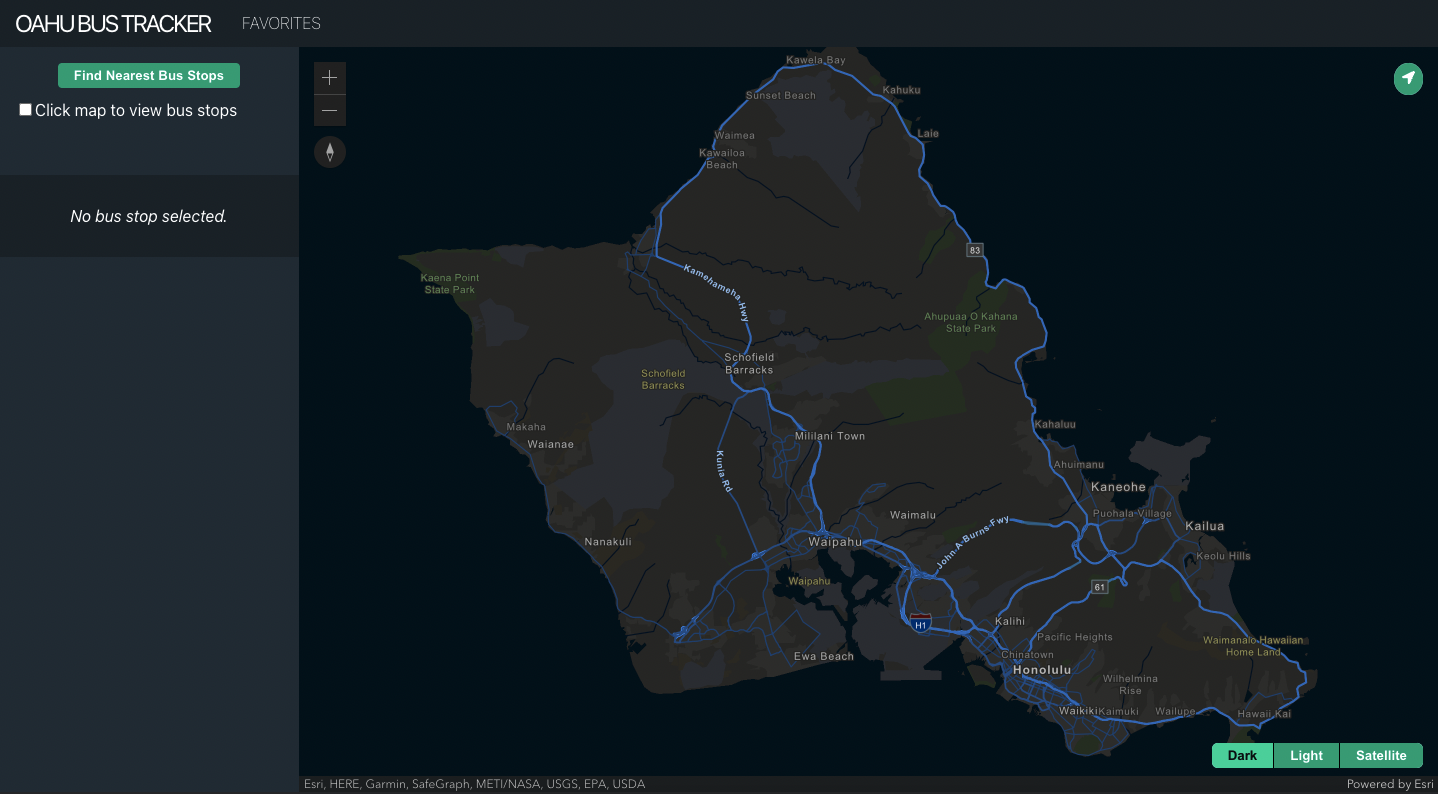 OAHU BUS TRACKER FAVORITES
Find Nearest Bus Stops
Click map to view bus stops
No bus stop selected.
Kawela Bay
Sunset Beach
Kahuku
Waimea
Laie
Kawailoa
Beach
83
Kamehameha Hwy
Kaena Point
State Park
Ahupuaa O Kahana
State Park
Schofield
Barracks
Schofield
Barracks
Makaha
Waianae
Mililani Town
Kahaluu
Kunia Rd
Ahuimanu
Kaneohe
Waimalu
Puohala Village
Kailua
John A Burns Fwy
Nanakuli
Waipahu
Keolu Hills
Waipahu
61
H1
Kalihi
Pacific Heights
Waimanalo Hawaiian
Home Land
Ewa Beach
Chinatown
Honolulu
Wilhelmina
Rise
Waikiki
Kaimuki
Wailupe
Hawaii Kai
Dark Light Satellite
Esri, HERE, Garmin, SafeGraph, METI/NASA, USGS, EPA, USDA
Powered by Esri